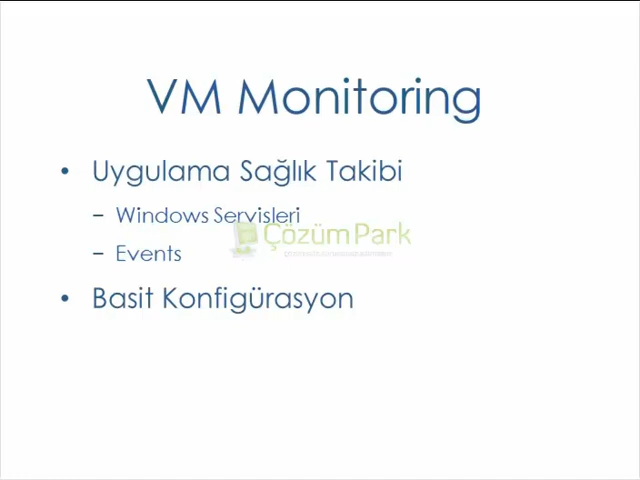 VM Monitoring
• Uygulama Sağlık Takibi
– Windows Servisleri
ÇözümPark
– Events
• Basit Konfigürasyon